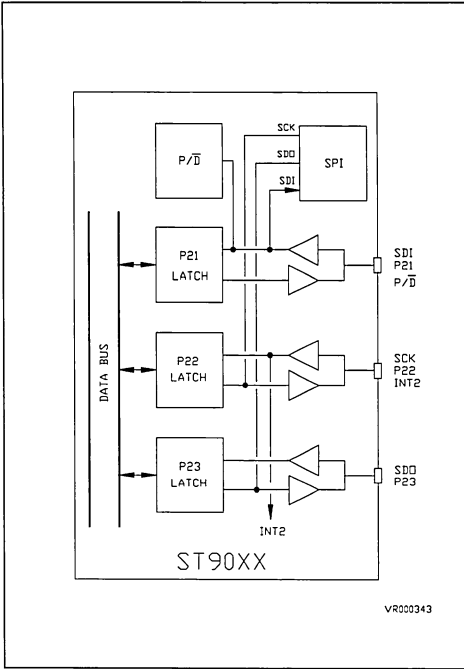 SCK
P/D̅
SDO
SPI
SDI
P21
LATCH
SDI
P21
P/D̅
DATA BUS
P22
LATCH
SCK
P22
INT2
P23
LATCH
SDO
P23
INT2
ST90XX
VR000343